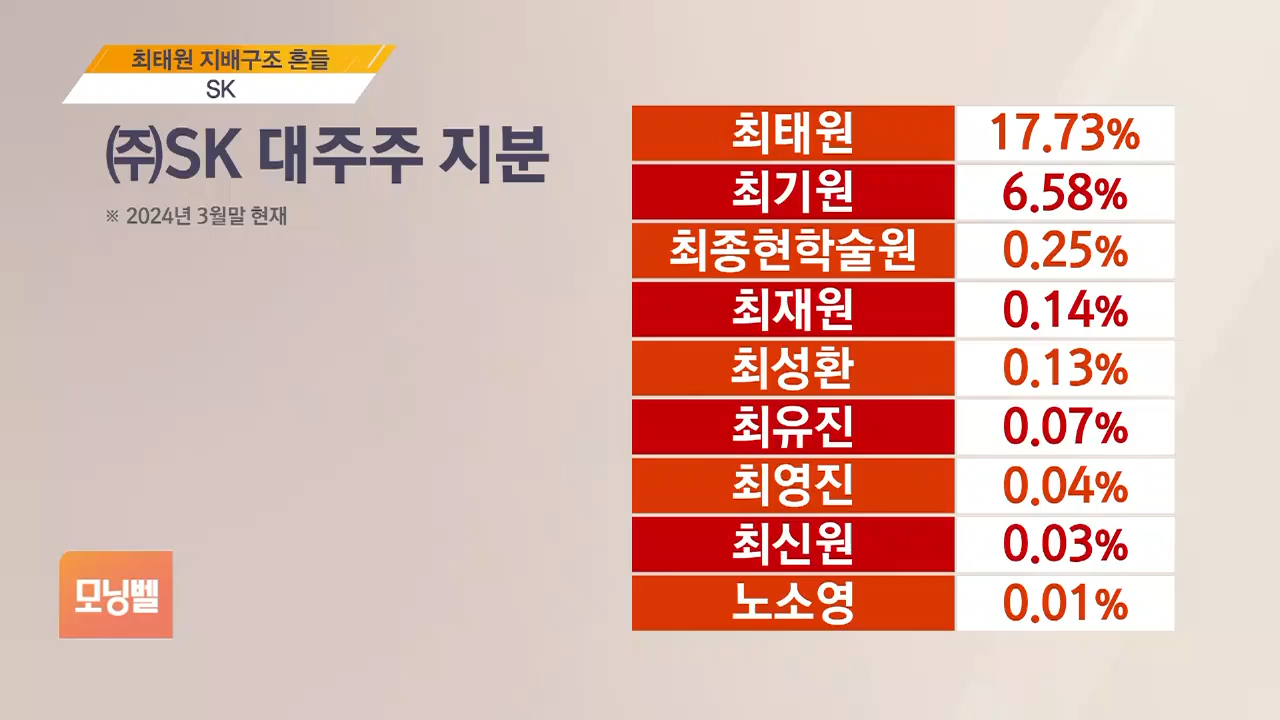 최태원 지배구조 흔들
SK
㈜SK 대주주 지분
※ 2024년 3월말 현재
최태원 17.73%
최기원 6.58%
최종현학술원 0.25%
최재원 0.14%
최성환 0.13%
최유진 0.07%
최영진 0.04%
최신원 0.03%
노소영 0.01%
모닝벨